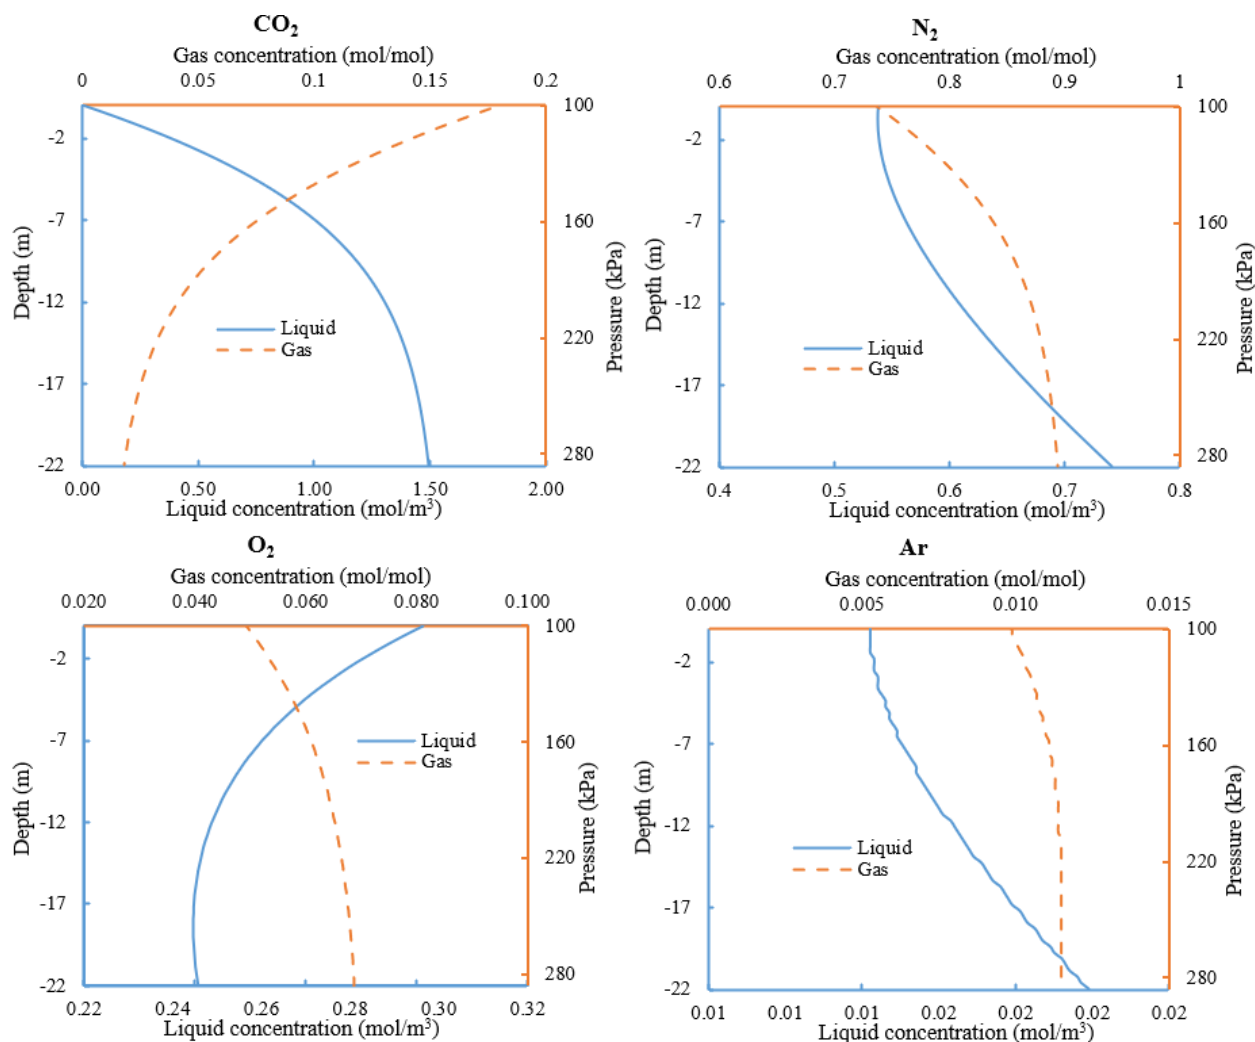 CO₂
Gas concentration (mol/mol)
0 0.05 0.1 0.15 0.2
100
160
220
280
Pressure (kPa)
-2
-7
-12
-17
-22
Depth (m)
Liquid
Gas
0.00 0.50 1.00 1.50 2.00
Liquid concentration (mol/m³)
N₂
Gas concentration (mol/mol)
0.6 0.7 0.8 0.9 1
100
160
220
280
Pressure (kPa)
-2
-7
-12
-17
-22
Depth (m)
Liquid
Gas
0.4 0.5 0.6 0.7 0.8
Liquid concentration (mol/m³)
O₂
Gas concentration (mol/mol)
0.020 0.040 0.060 0.080 0.100
100
160
220
280
Pressure (kPa)
-2
-7
-12
-17
-22
Depth (m)
Liquid
Gas
0.22 0.24 0.26 0.28 0.30 0.32
Liquid concentration (mol/m³)
Ar
Gas concentration (mol/mol)
0.000 0.005 0.010 0.015
100
160
220
280
Pressure (kPa)
-2
-7
-12
-17
-22
Depth (m)
Liquid
Gas
0.01 0.01 0.01 0.02 0.02 0.02 0.02
Liquid concentration (mol/m³)